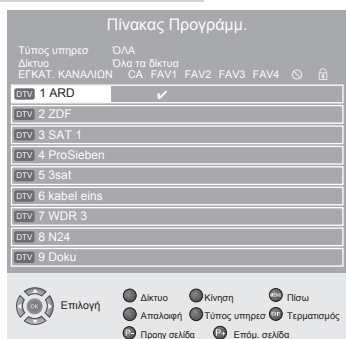 Πίνακας Προγράμμ.
Τύπος υπηρεσ ΌΛΑ
Δίκτυο Όλα τα δίκτυα
ΕΓΚΑΤ. ΚΑΝΑΛΙΩΝ CA FAV1 FAV2 FAV3 FAV4
DTV 1 ARD
DTV 2 ZDF
DTV 3 SAT 1
DTV 4 ProSieben
DTV 5 3sat
DTV 6 kabel eins
DTV 7 WDR 3
DTV 8 N24
DTV 9 Doku
OK Επιλογή
Δίκτυο Κίνηση MENU Πίσω
Απαλοιφή Τύπος υπηρεσ EXIT Τερματισμός
P- Προηγ σελίδα P+ Επόμ. σελίδα